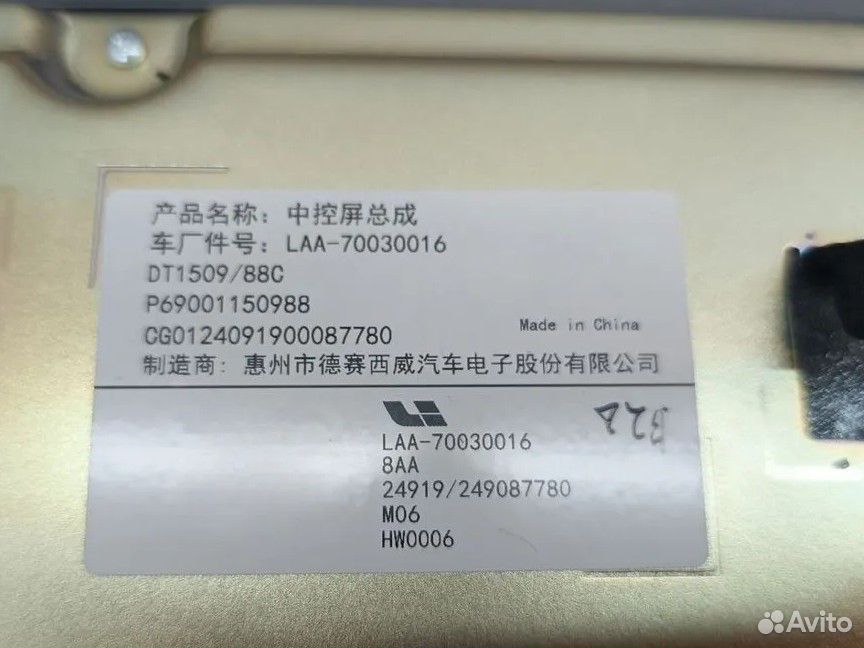 产品名称: 中控屏总成
车厂件号: LAA-70030016
DT1509/88C
P69001150988
CG0124091900087780
Made in China
制造商: 惠州市德赛西威汽车电子股份有限公司
LAA-70030016
8AA
24919/249087780
M06
HW0006
Avito